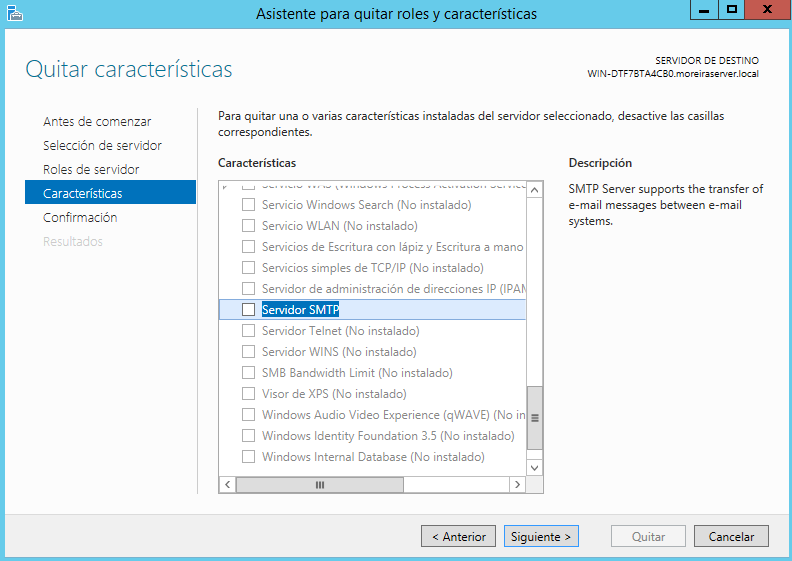 Asistente para quitar roles y características
Quitar características
SERVIDOR DE DESTINO
WIN-DTF7BTA4CB0.moreiraserver.local
Antes de comenzar
Selección de servidor
Roles de servidor
Características
Confirmación
Resultados
Para quitar una o varias características instaladas del servidor seleccionado, desactive las casillas
correspondientes.
Características
Servicio WAS (Windows Process Activation Service
Servicio Windows Search (No instalado)
Servicio WLAN (No instalado)
Servicios de Escritura con lápiz y Escritura a mano
Servicios simples de TCP/IP (No instalado)
Servidor de administración de direcciones IP (IPAM
Servidor SMTP
Servidor Telnet (No instalado)
Servidor WINS (No instalado)
SMB Bandwidth Limit (No instalado)
Visor de XPS (No instalado)
Windows Audio Video Experience (qWAVE) (No in
Windows Identity Foundation 3.5 (No instalado)
Windows Internal Database (No instalado)
Descripción
SMTP Server supports the transfer of
e-mail messages between e-mail
systems.
< Anterior
Siguiente >
Quitar
Cancelar